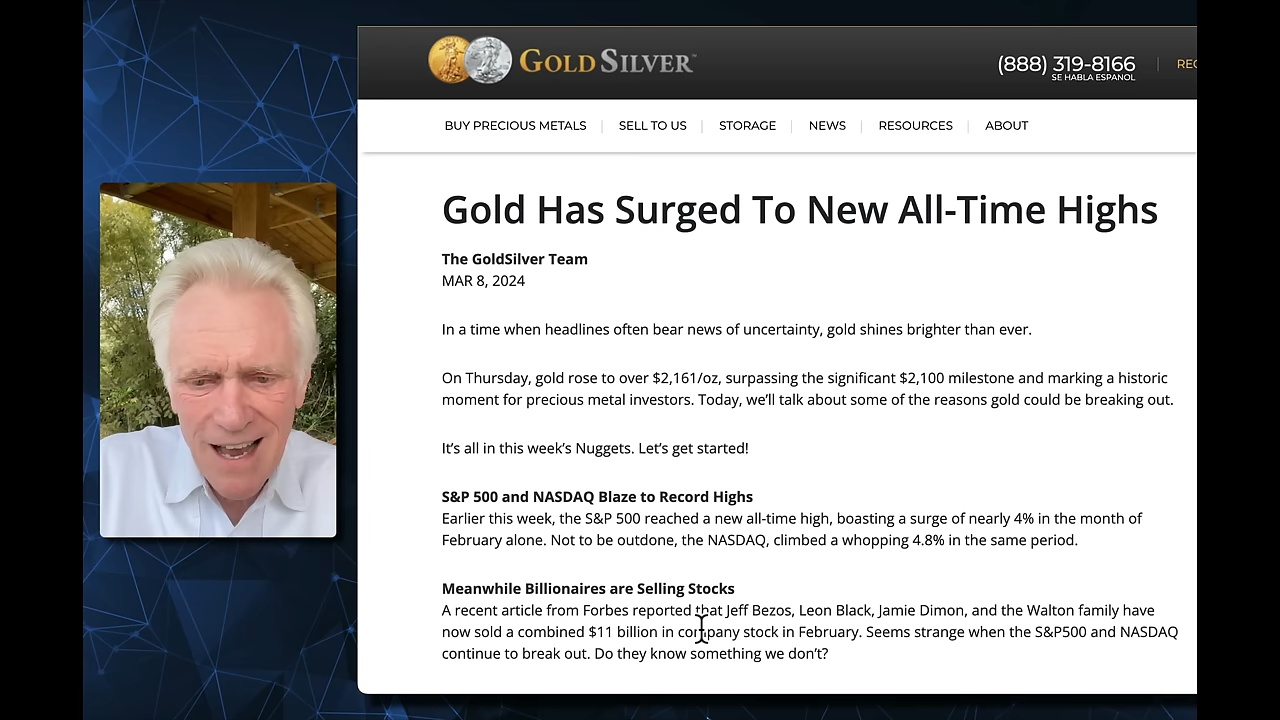 GOLD SILVER™
(888) 319-8166
SE HABLA ESPANOL
BUY PRECIOUS METALS
SELL TO US
STORAGE
NEWS
RESOURCES
ABOUT
Gold Has Surged To New All-Time Highs
The GoldSilver Team
MAR 8, 2024
In a time when headlines often bear news of uncertainty, gold shines brighter than ever.
On Thursday, gold rose to over $2,161/oz, surpassing the significant $2,100 milestone and marking a historic
moment for precious metal investors. Today, we’ll talk about some of the reasons gold could be breaking out.
It’s all in this week’s Nuggets. Let’s get started!
S&P 500 and NASDAQ Blaze to Record Highs
Earlier this week, the S&P 500 reached a new all-time high, boasting a surge of nearly 4% in the month of
February alone. Not to be outdone, the NASDAQ, climbed a whopping 4.8% in the same period.
Meanwhile Billionaires are Selling Stocks
A recent article from Forbes reported that Jeff Bezos, Leon Black, Jamie Dimon, and the Walton family have
now sold a combined $11 billion in company stock in February. Seems strange when the S&P500 and NASDAQ
continue to break out. Do they know something we don’t?